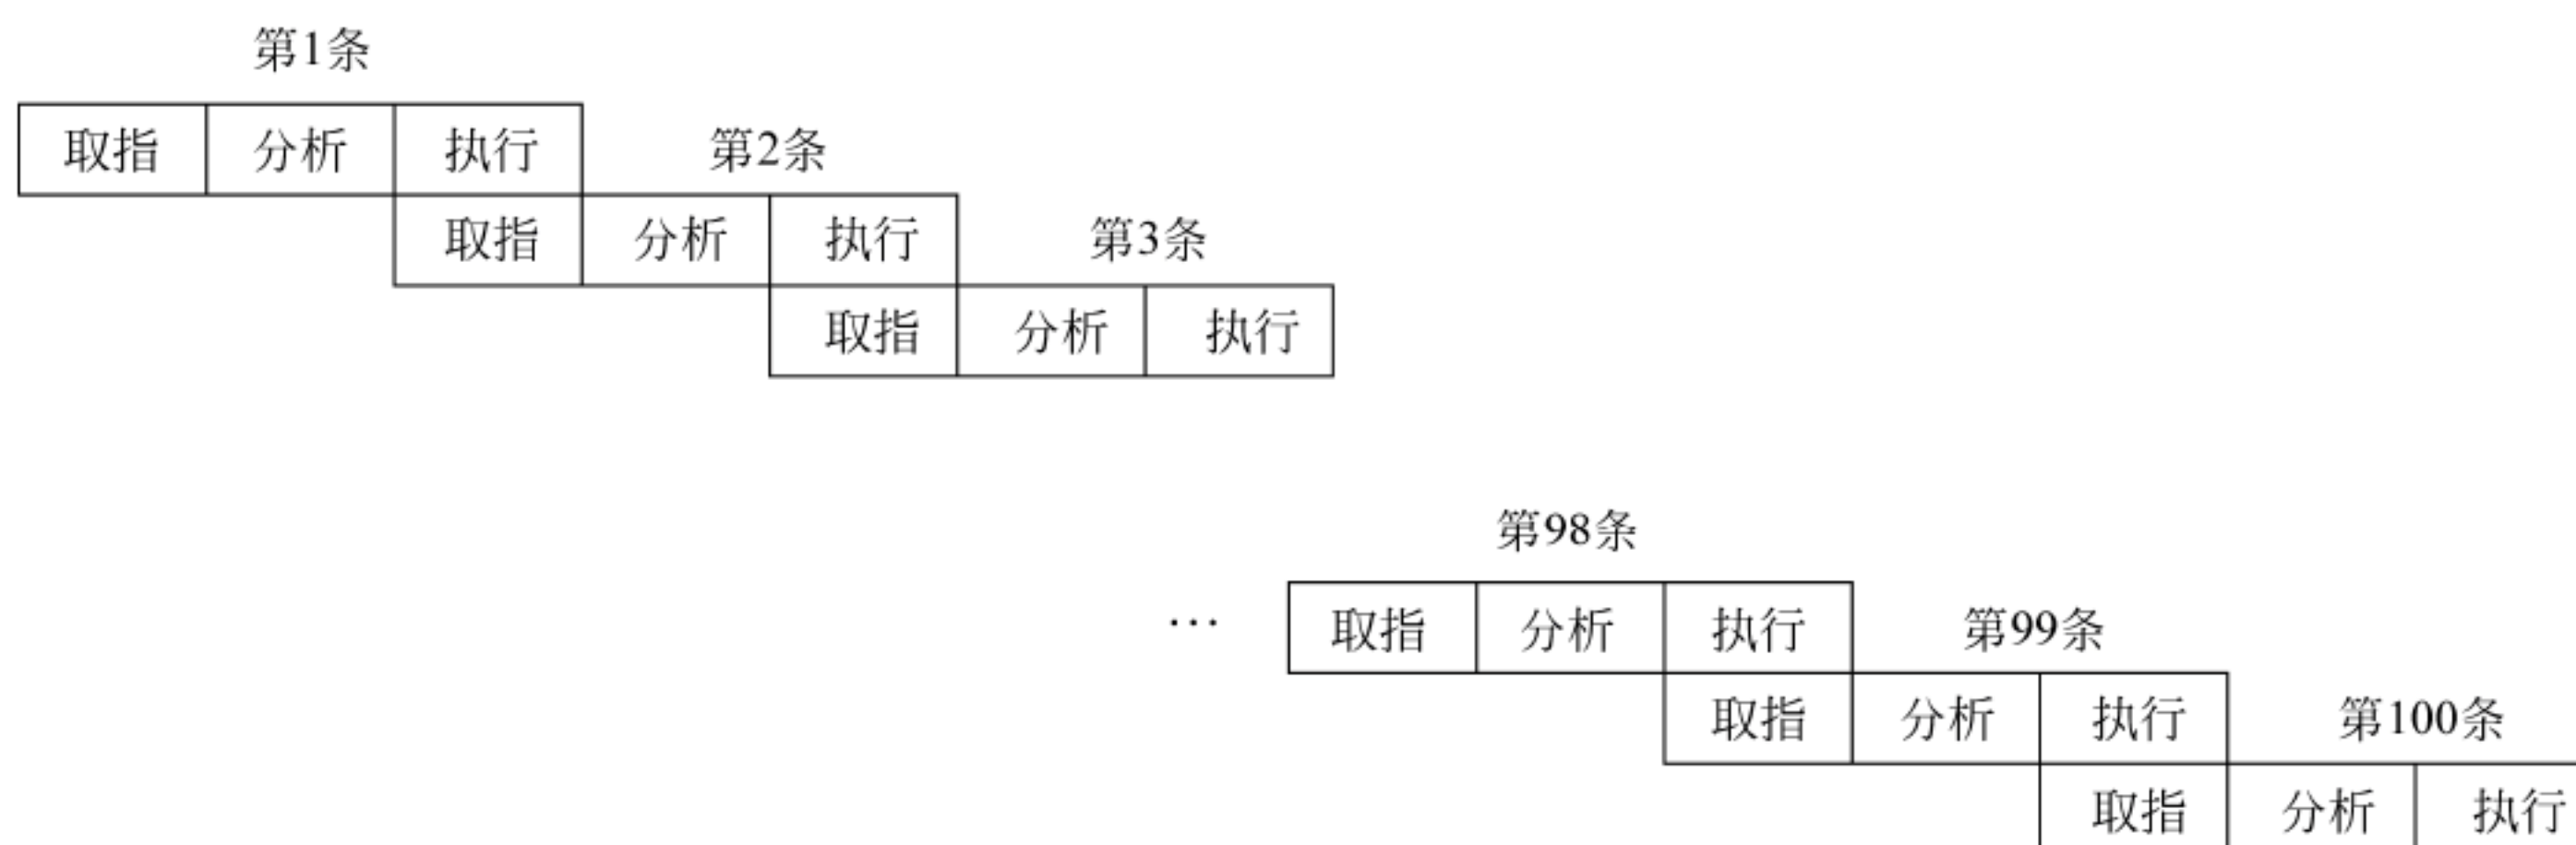 第1条
取指 分析 执行 第2条
取指 分析 执行 第3条
取指 分析 执行
第98条
… 取指 分析 执行 第99条
取指 分析 执行 第100条
取指 分析 执行